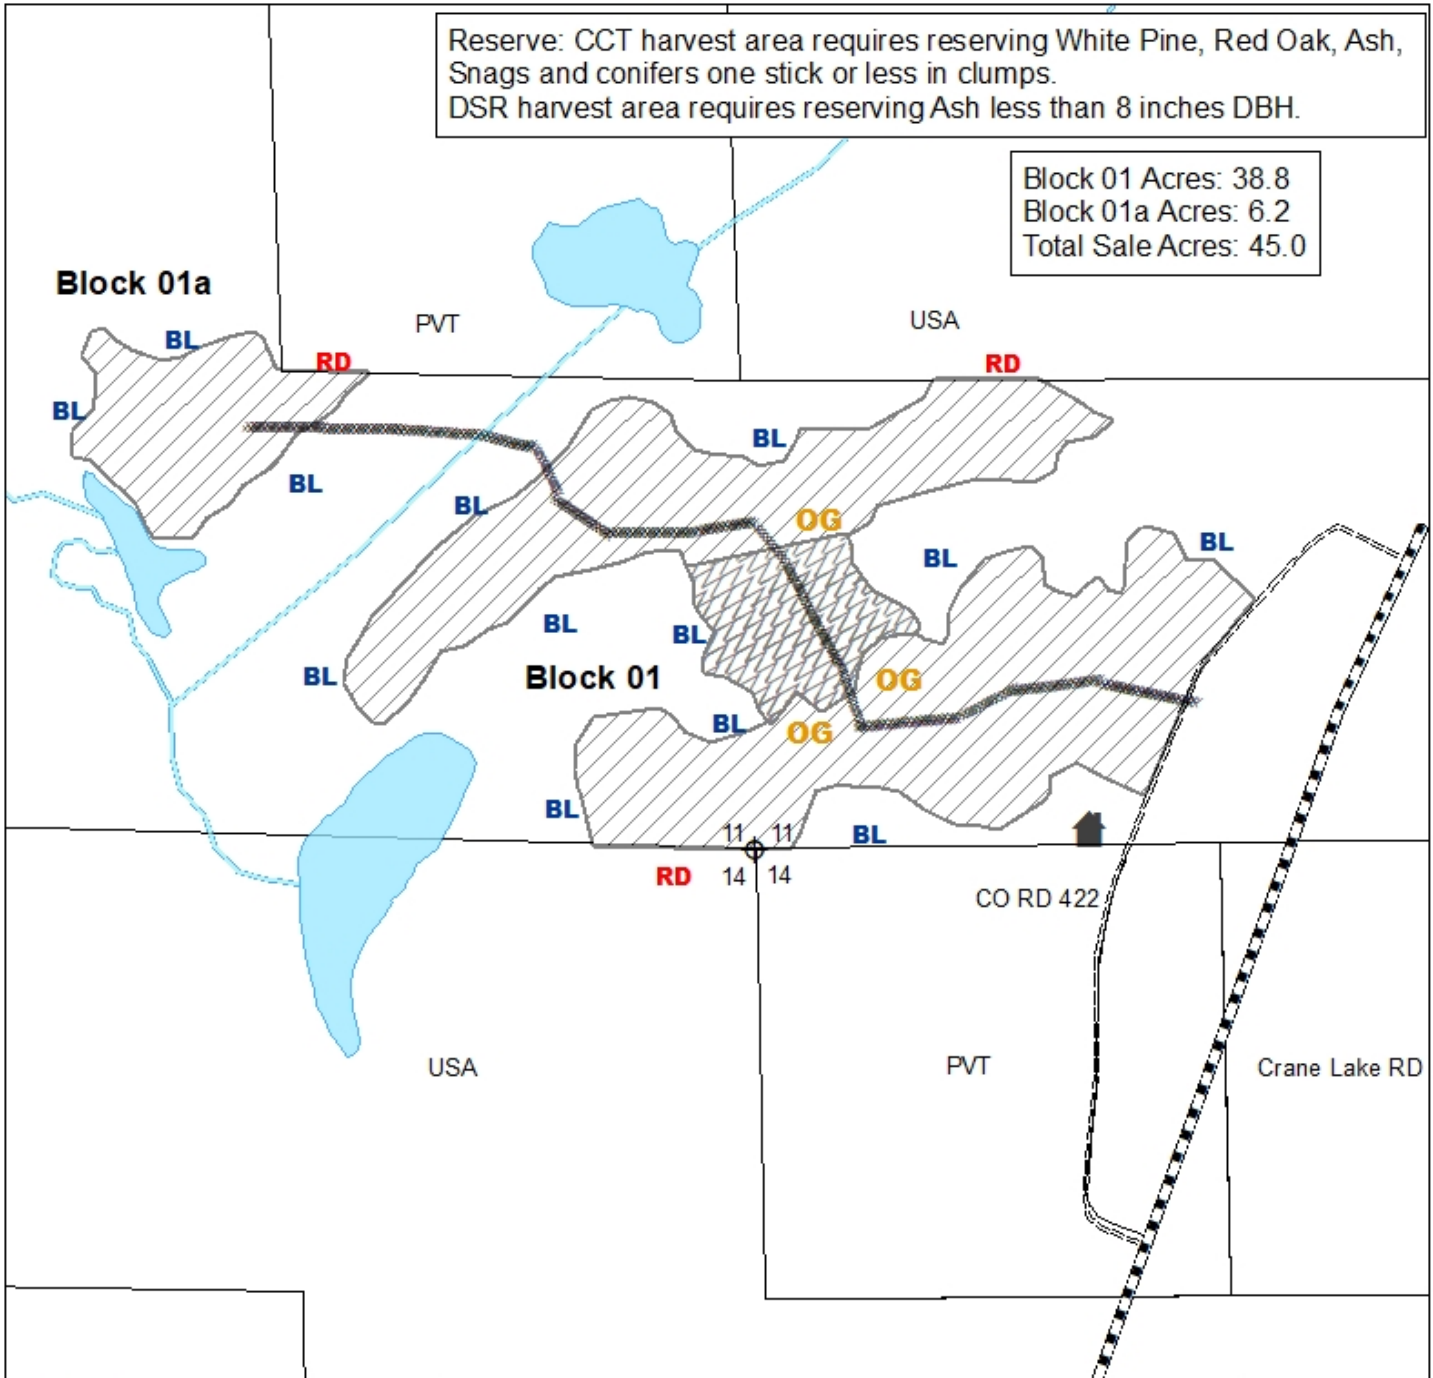 Reserve: CCT harvest area requires reserving White Pine, Red Oak, Ash,
Snags and conifers one stick or less in clumps.
DSR harvest area requires reserving Ash less than 8 inches DBH.
Block 01 Acres: 38.8
Block 01a Acres: 6.2
Total Sale Acres: 45.0
Block 01a
PVT
USA
BL
RD
RD
BL
BL
BL
BL
OG
BL
BL
BL
BL
BL
Block 01
OG
BL
OG
BL
11 11
BL
RD
14 14
CO RD 422
USA
PVT
Crane Lake RD